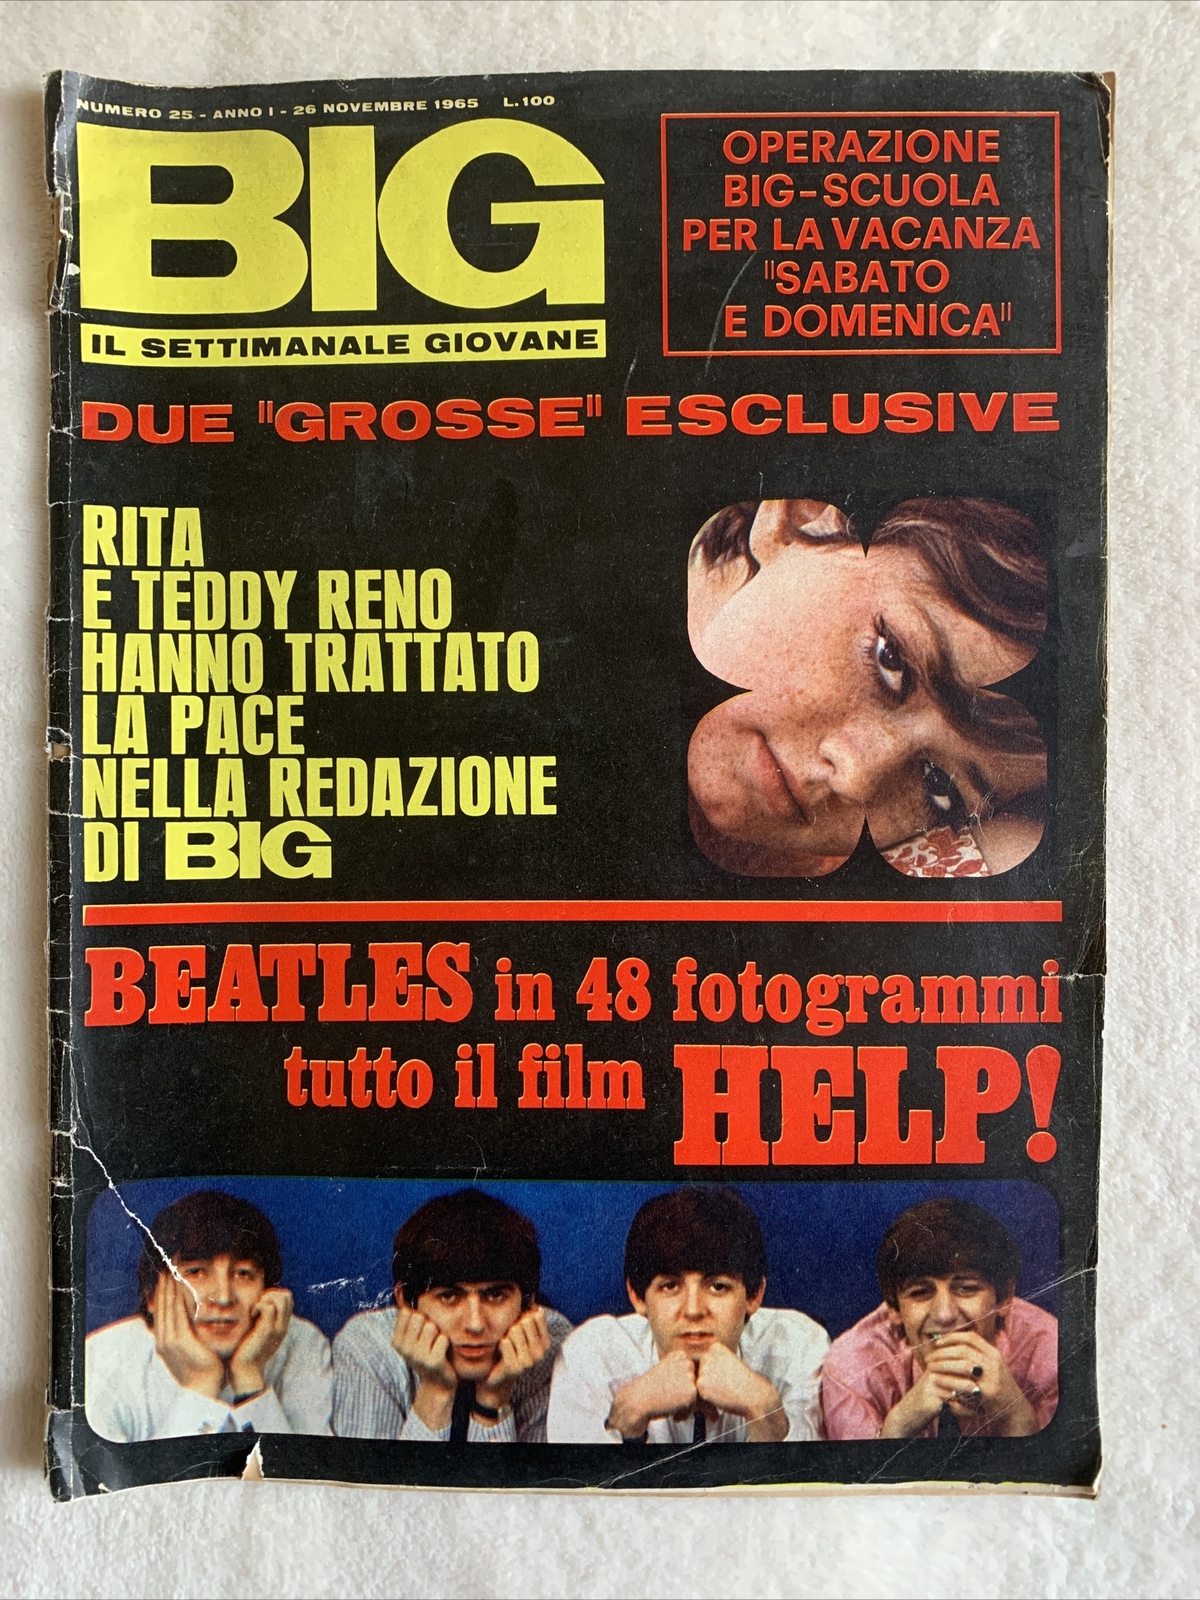 NUMERO 25 - ANNO I - 26 NOVEMBRE 1965 L.100
BIG
IL SETTIMANALE GIOVANE
OPERAZIONE
BIG-SCUOLA
PER LA VACANZA
"SABATO
E DOMENICA"
DUE "GROSSE" ESCLUSIVE
RITA
E TEDDY RENO
HANNO TRATTATO
LA PACE
NELLA REDAZIONE
DI BIG
BEATLES in 48 fotogrammi
tutto il film HELP!